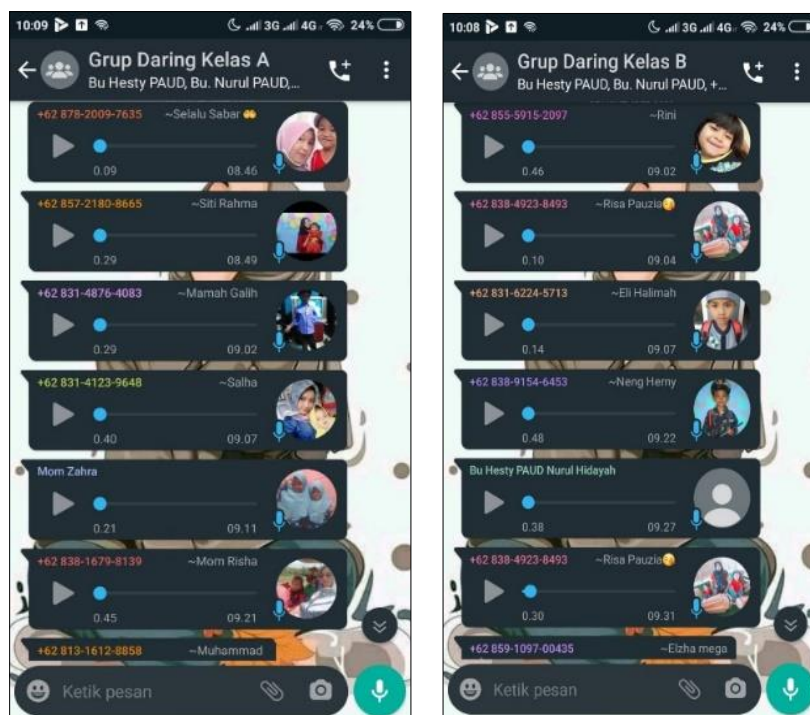 10:09 3G 4G 24%
Grup Daring Kelas A
Bu Hesty PAUD, Bu. Nurul PAUD,...
+62 878-2009-7635 ~Selalu Sabar 🤲
0.09 08.46
+62 857-2180-8665 ~Siti Rahma
0.29 08.49
+62 831-4876-4083 ~Mamah Galih
0.29 09.02
+62 831-4123-9648 ~Salha
0.40 09.07
Mom Zahra
0.21 09.11
+62 838-1679-8139 ~Mom Risha
0.45 09.21
+62 813-1612-8858 ~Muhammad
Ketik pesan
10:08 3G 4G 24%
Grup Daring Kelas B
Bu Hesty PAUD, Bu. Nurul PAUD, +...
+62 855-5915-2097 ~Rini
0.46 09.02
+62 838-4923-8493 ~Risa Pauzia
0.10 09.04
+62 831-6224-5713 ~Eli Halimah
0.14 09.07
+62 838-9154-6453 ~Neng Herny
0.48 09.22
Bu Hesty PAUD Nurul Hidayah
0.38 09.27
+62 838-4923-8493 ~Risa Pauzia
0.30 09.31
+62 859-1097-00435 ~Elzha mega
Ketik pesan